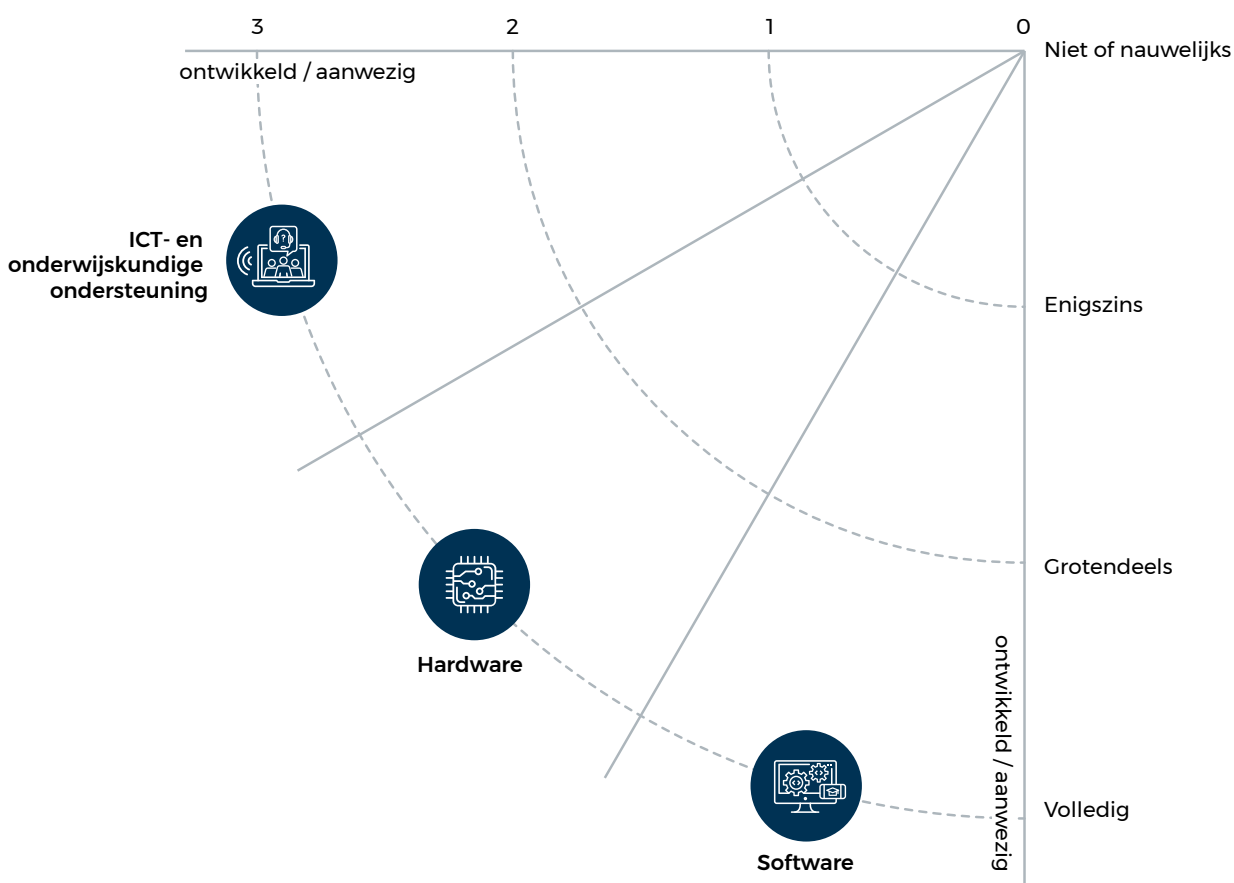 3
2
1
0
Niet of nauwelijks
ontwikkeld / aanwezig
ICT- en
onderwijskundige
ondersteuning
?
Enigszins
Grotendeels
Hardware
ontwikkeld / aanwezig
Volledig
Software